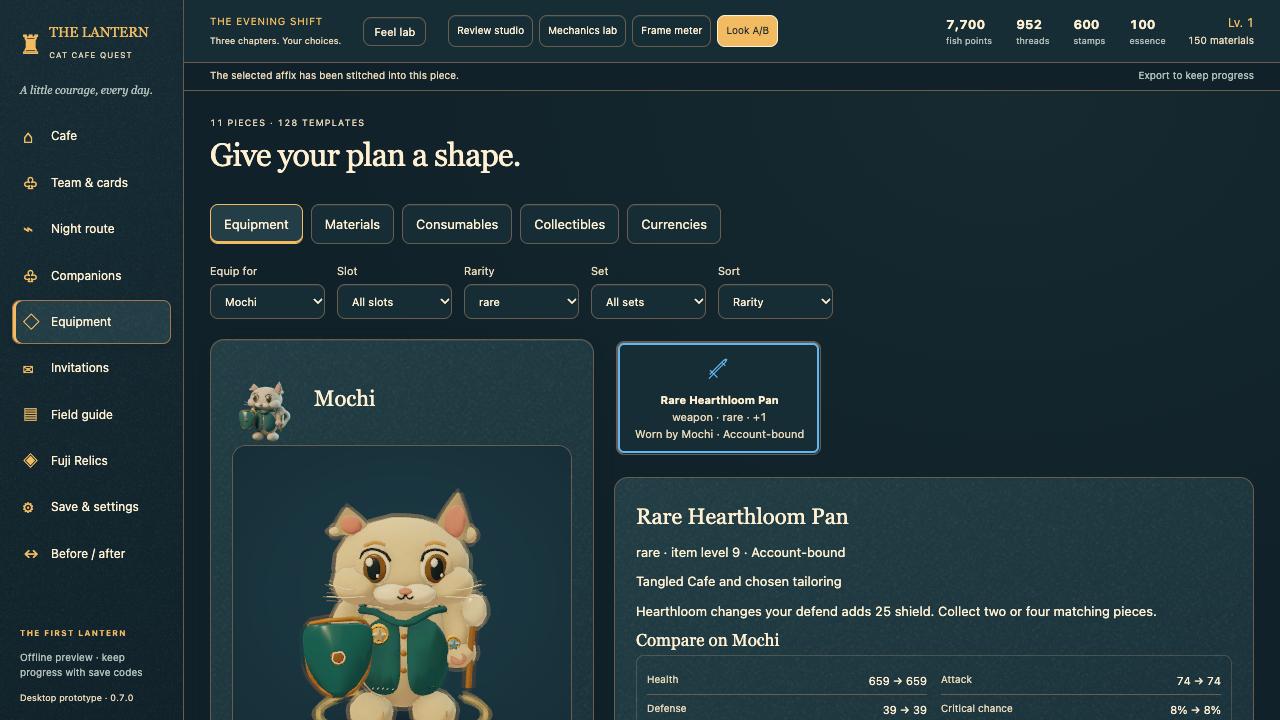 THE LANTERN
CAT CAFE QUEST
A little courage, every day.
Cafe
Team & cards
Night route
Companions
Equipment
Invitations
Field guide
Fuji Relics
Save & settings
Before / after
THE FIRST LANTERN
Offline preview · keep
progress with save codes
Desktop prototype · 0.7.0
THE EVENING SHIFT
Three chapters. Your choices.
Feel lab
Review studio
Mechanics lab
Frame meter
Look A/B
7,700
fish points
952
threads
600
stamps
100
essence
Lv. 1
150 materials
The selected affix has been stitched into this piece.
Export to keep progress
11 PIECES · 128 TEMPLATES
Give your plan a shape.
Equipment
Materials
Consumables
Collectibles
Currencies
Equip for
Slot
Rarity
Set
Sort
Mochi
All slots
rare
All sets
Rarity
Mochi
Rare Hearthloom Pan
weapon · rare · +1
Worn by Mochi · Account-bound
Rare Hearthloom Pan
rare · item level 9 · Account-bound
Tangled Cafe and chosen tailoring
Hearthloom changes your defend adds 25 shield. Collect two or four matching pieces.
Compare on Mochi
Health
659 → 659
Attack
74 → 74
Defense
39 → 39
Critical chance
8% → 8%